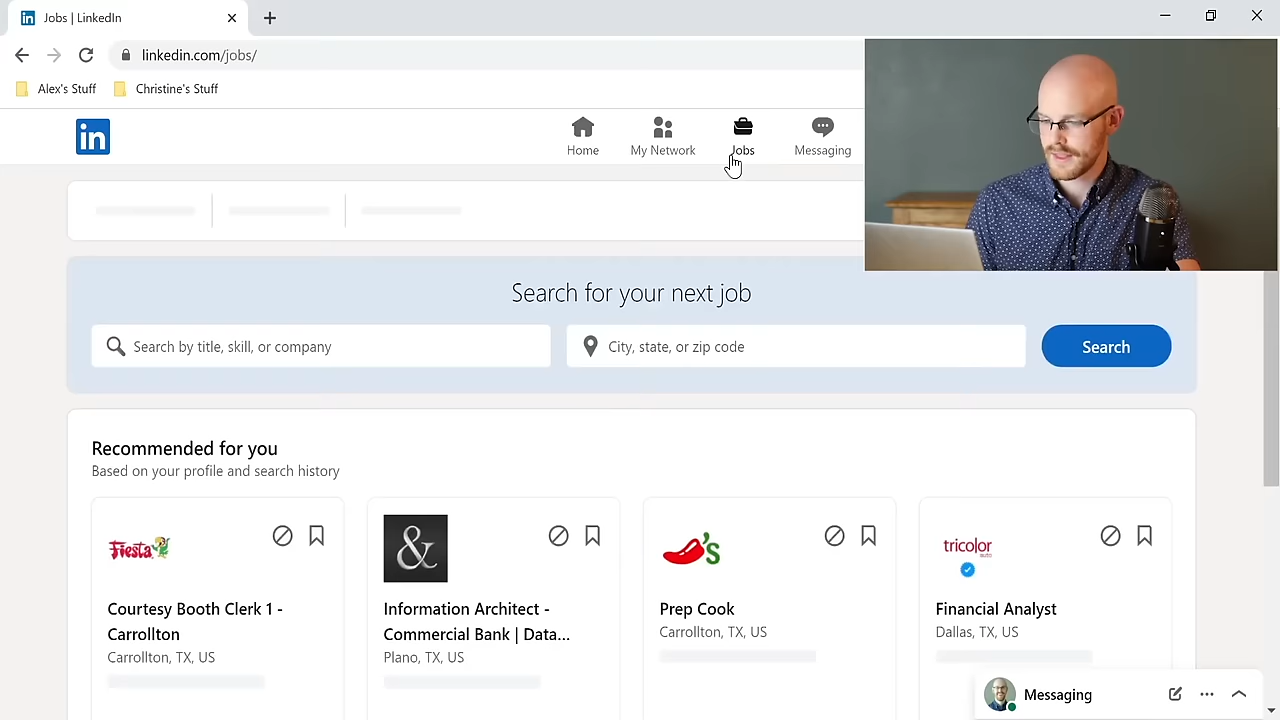 Jobs | LinkedIn
linkedin.com/jobs/
Alex's Stuff
Christine's Stuff
in
Home
My Network
Jobs
Messaging
Search for your next job
Search by title, skill, or company
City, state, or zip code
Search
Recommended for you
Based on your profile and search history
Fiesta
&
's
tricolor
auto
Courtesy Booth Clerk 1 -
Carrollton
Carrollton, TX, US
Information Architect -
Commercial Bank | Data...
Plano, TX, US
Prep Cook
Carrollton, TX, US
Financial Analyst
Dallas, TX, US
Messaging